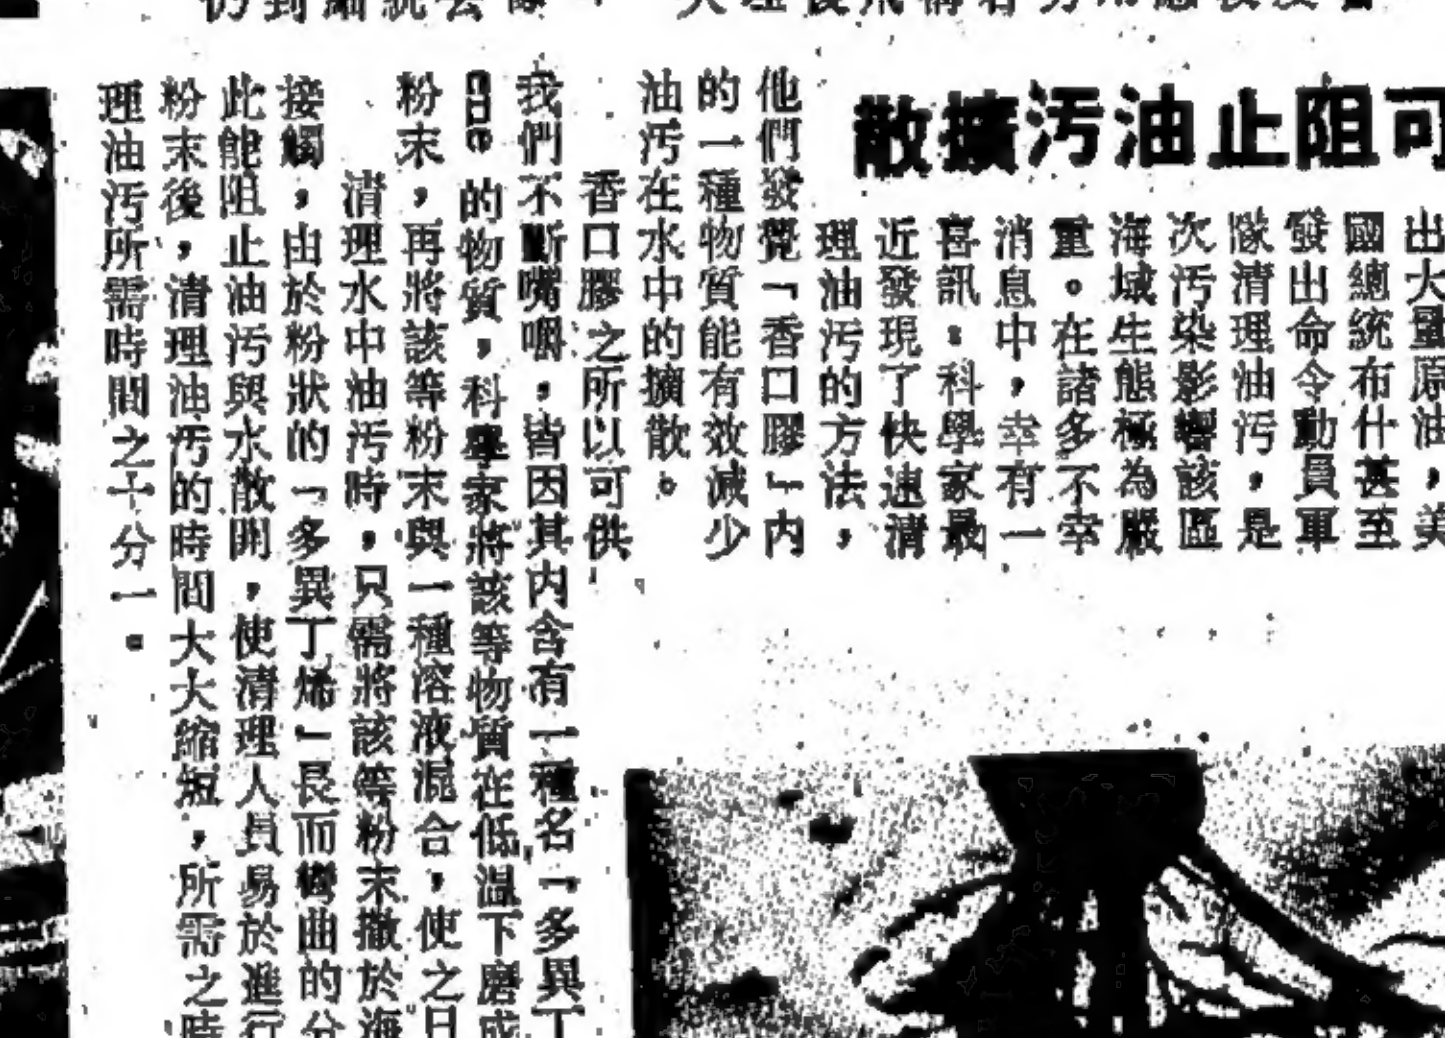 可阻止油污擴散
出大量原油，美
國總統布什甚至
發出命令動員軍
隊清理油污，是
次污染影響該區
海域生態極為嚴
重。在諸多不幸
消息中，幸有一
喜訊：科學家最
近發現了快速清
理油污的方法，
他們發覺「香口膠」內
的一種物質能有效減少
油污在水中的擴散。
香口膠之所以可供
我們不斷嘴嚼，皆因其內含有一種名「多異丁
的物質，科學家將該等物質在低溫下磨成
粉末，再將該等粉末與一種溶液混合，使之日
清理水中油污時，只需將該等粉末撒於海
接觸，由於粉狀的「多異丁烯」長而彎曲的分
此能阻止油污與水散開，使清理人員易於進行
粉末後，清理油污的時間大大縮短，所需之時
理油污所需時間之十分一。